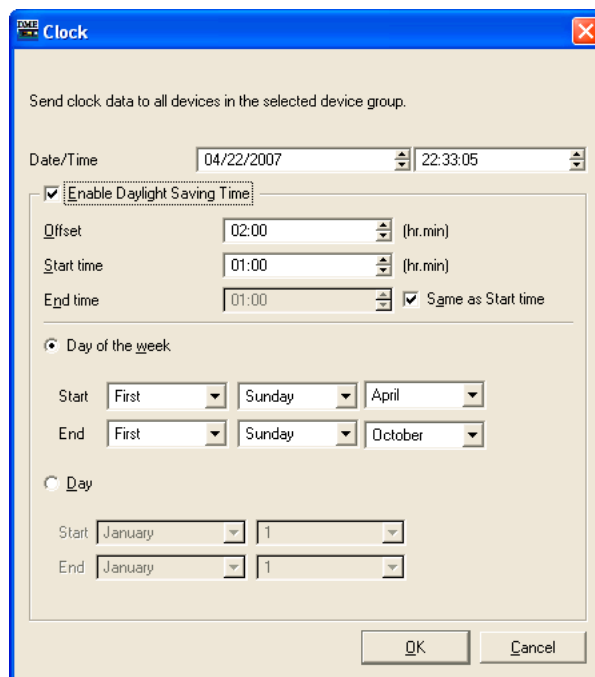 DME
Clock
Send clock data to all devices in the selected device group.
Date/Time 04/22/2007 22:33:05
Enable Daylight Saving Time
Offset 02:00 (hr.min)
Start time 01:00 (hr.min)
End time 01:00 Same as Start time
Day of the week
Start First Sunday April
End First Sunday October
Day
Start January 1
End January 1
OK Cancel